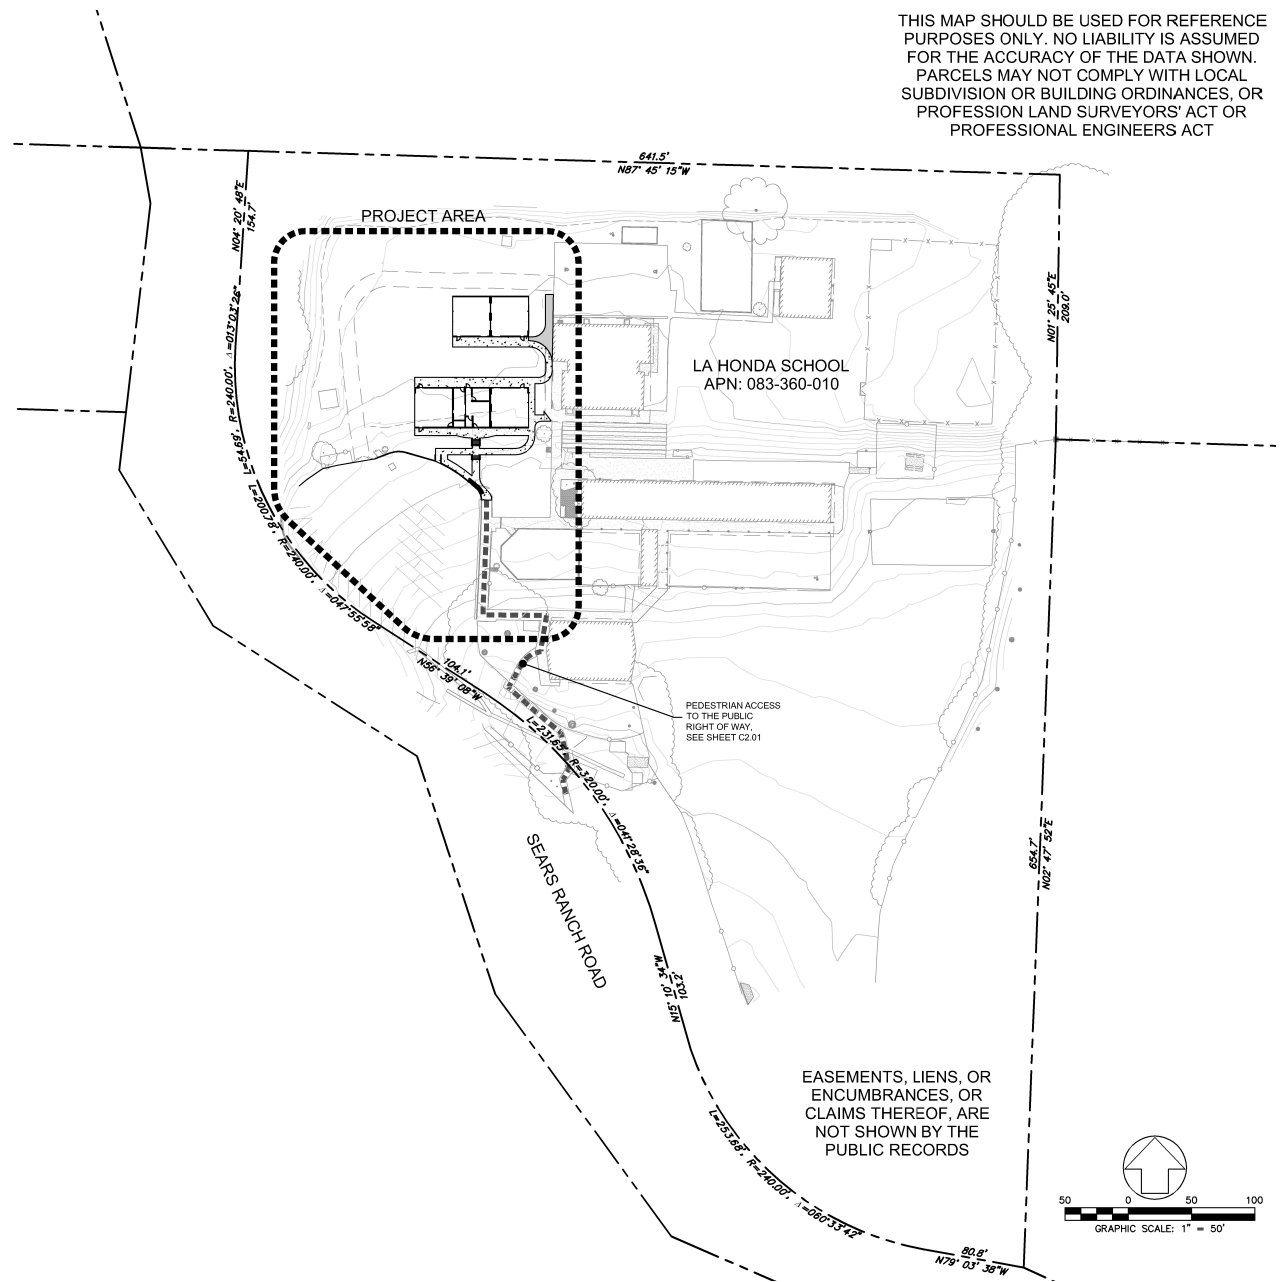 THIS MAP SHOULD BE USED FOR REFERENCE
PURPOSES ONLY. NO LIABILITY IS ASSUMED
FOR THE ACCURACY OF THE DATA SHOWN.
PARCELS MAY NOT COMPLY WITH LOCAL
SUBDIVISION OR BUILDING ORDINANCES, OR
PROFESSION LAND SURVEYORS' ACT OR
PROFESSIONAL ENGINEERS ACT
641.5'
N87° 45' 15"W
N04° 20' 48"E
154.7'
PROJECT AREA
N01° 25' 45"E
209.0'
L=54.69', R=240.00', Δ=013°03'26"
LA HONDA SCHOOL
APN: 083-360-010
L=200.78', R=240.00', Δ=047°55'58"
104.1'
N56° 39' 08"W
PEDESTRIAN ACCESS
TO THE PUBLIC
RIGHT OF WAY,
SEE SHEET C2.01
L=231.65', R=320.00', Δ=041°28'36"
654.7'
N02° 47' 52"E
SEARS RANCH ROAD
N15° 10' 34"W
103.2'
EASEMENTS, LIENS, OR
ENCUMBRANCES, OR
CLAIMS THEREOF, ARE
NOT SHOWN BY THE
PUBLIC RECORDS
L=253.68', R=240.00', Δ=060°33'42"
80.8'
N79° 03' 38"W
50 0 50 100
GRAPHIC SCALE: 1" = 50'